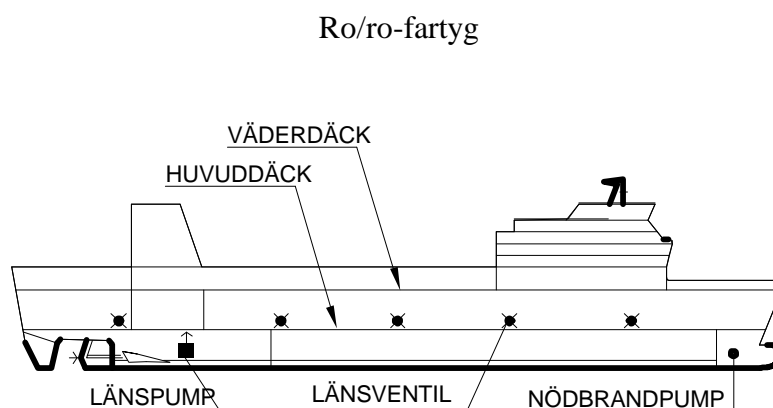 Ro/ro-fartyg
VÄDERDÄCK
HUVUDDÄCK
LÄNSPUMP
LÄNSVENTIL
NÖDBRANDPUMP